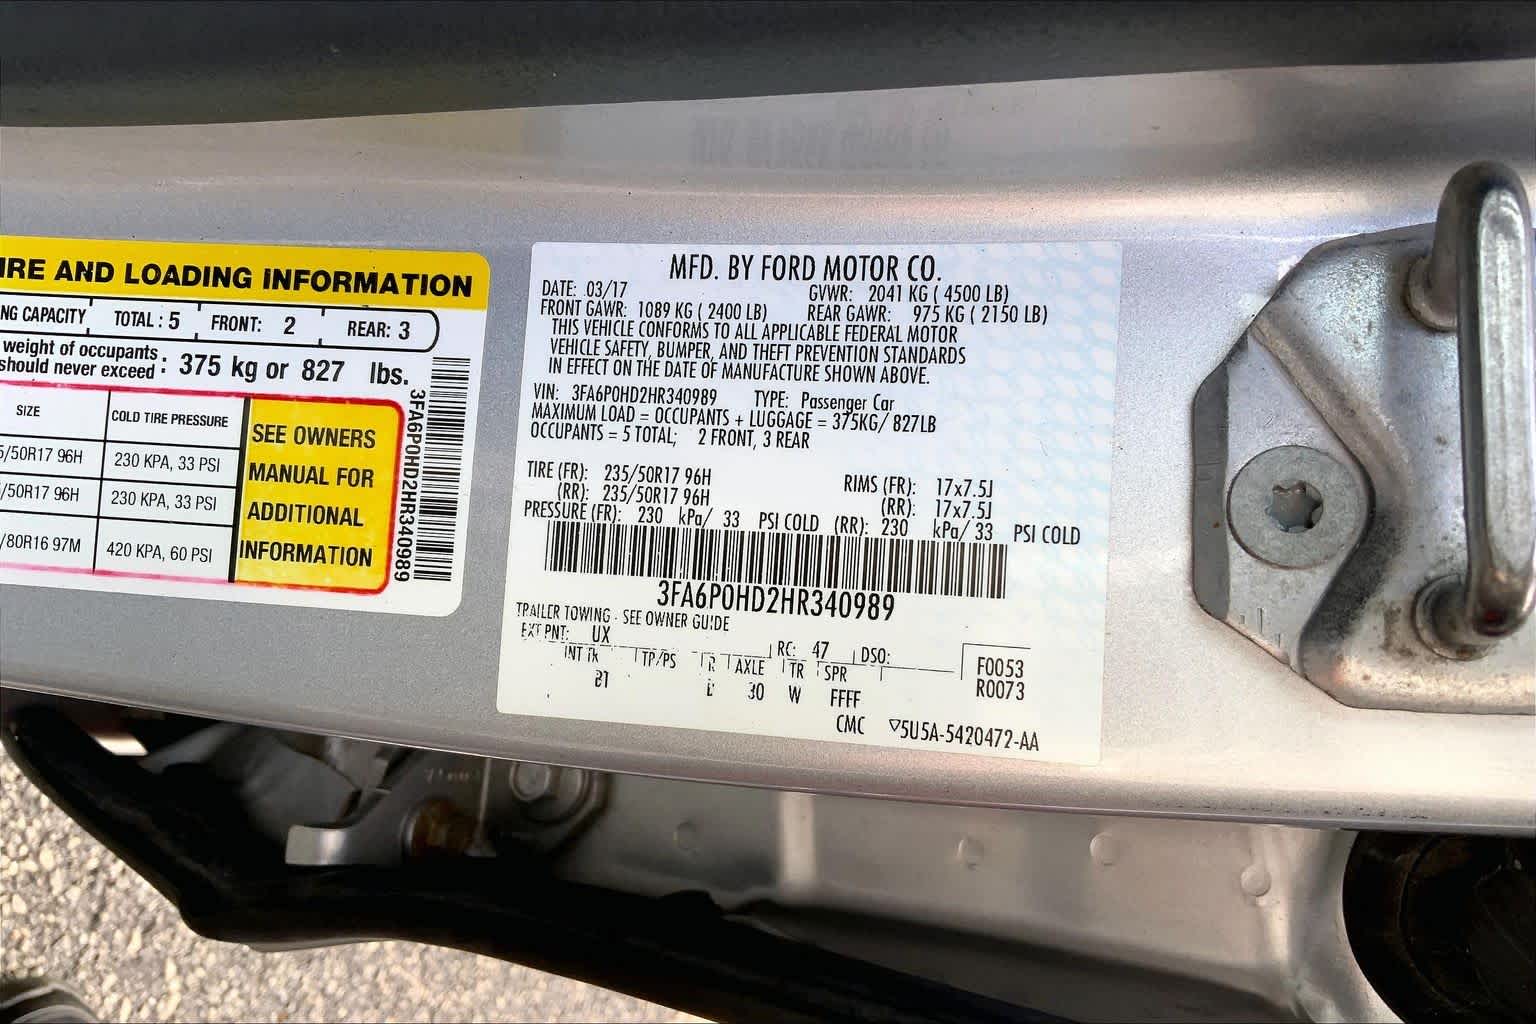 IRE AND LOADING INFORMATION
NG CAPACITY TOTAL : 5 FRONT: 2 REAR: 3
weight of occupants
should never exceed : 375 kg or 827 lbs.
SIZE COLD TIRE PRESSURE
/50R17 96H 230 KPA, 33 PSI
/50R17 96H 230 KPA, 33 PSI
/80R16 97M 420 KPA, 60 PSI
SEE OWNERS
MANUAL FOR
ADDITIONAL
INFORMATION
3FA6P0HD2HR340989
MFD. BY FORD MOTOR CO.
DATE: 03/17 GVWR: 2041 KG ( 4500 LB)
FRONT GAWR: 1089 KG ( 2400 LB) REAR GAWR: 975 KG ( 2150 LB)
THIS VEHICLE CONFORMS TO ALL APPLICABLE FEDERAL MOTOR
VEHICLE SAFETY, BUMPER, AND THEFT PREVENTION STANDARDS
IN EFFECT ON THE DATE OF MANUFACTURE SHOWN ABOVE.
VIN: 3FA6P0HD2HR340989 TYPE: Passenger Car
MAXIMUM LOAD = OCCUPANTS + LUGGAGE = 375KG/ 827LB
OCCUPANTS = 5 TOTAL; 2 FRONT, 3 REAR
TIRE (FR): 235/50R17 96H RIMS (FR): 17x7.5J
(RR): 235/50R17 96H (RR): 17x7.5J
PRESSURE (FR): 230 kPa/ 33 PSI COLD (RR): 230 kPa/ 33 PSI COLD
3FA6P0HD2HR340989
TRAILER TOWING - SEE OWNER GUIDE
EXT PNT: UX RC: 47 DSO:
INT TR TP/PS R AXLE TR SPR F0053
30 W FFFF R0073
CMC ▽5U5A-5420472-AA